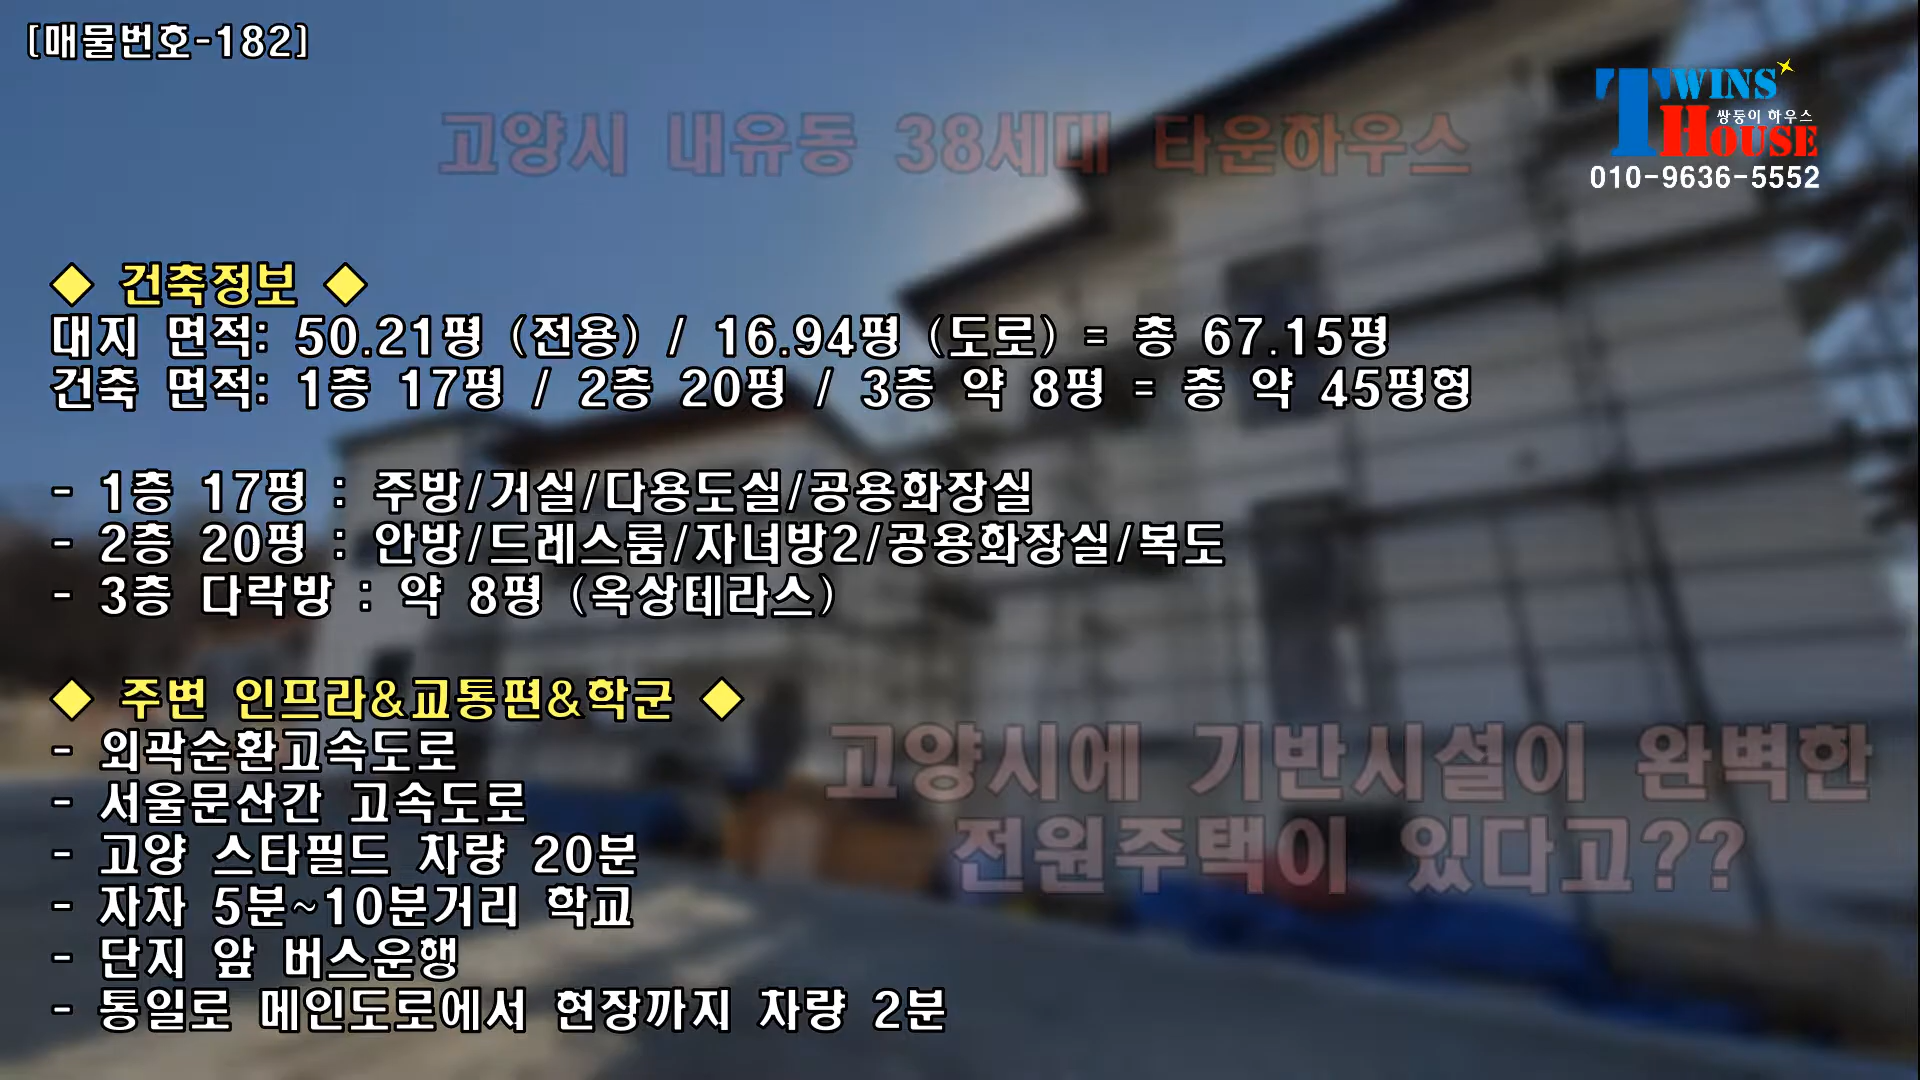 [매물번호-182]
TWINS
쌍둥이 하우스
HOUSE
010-9636-5552
고양시 내유동 38세대 타운하우스
◆ 건축정보 ◆
대지 면적: 50.21평 (전용) / 16.94평 (도로) = 총 67.15평
건축 면적: 1층 17평 / 2층 20평 / 3층 약 8평 = 총 약 45평형
- 1층 17평 : 주방/거실/다용도실/공용화장실
- 2층 20평 : 안방/드레스룸/자녀방2/공용화장실/복도
- 3층 다락방 : 약 8평 (옥상테라스)
◆ 주변 인프라&교통편&학군 ◆
- 외곽순환고속도로
- 서울문산간 고속도로
- 고양 스타필드 차량 20분
- 자차 5분~10분거리 학교
- 단지 앞 버스운행
- 통일로 메인도로에서 현장까지 차량 2분
고양시에 기반시설이 완벽한
전원주택이 있다고??